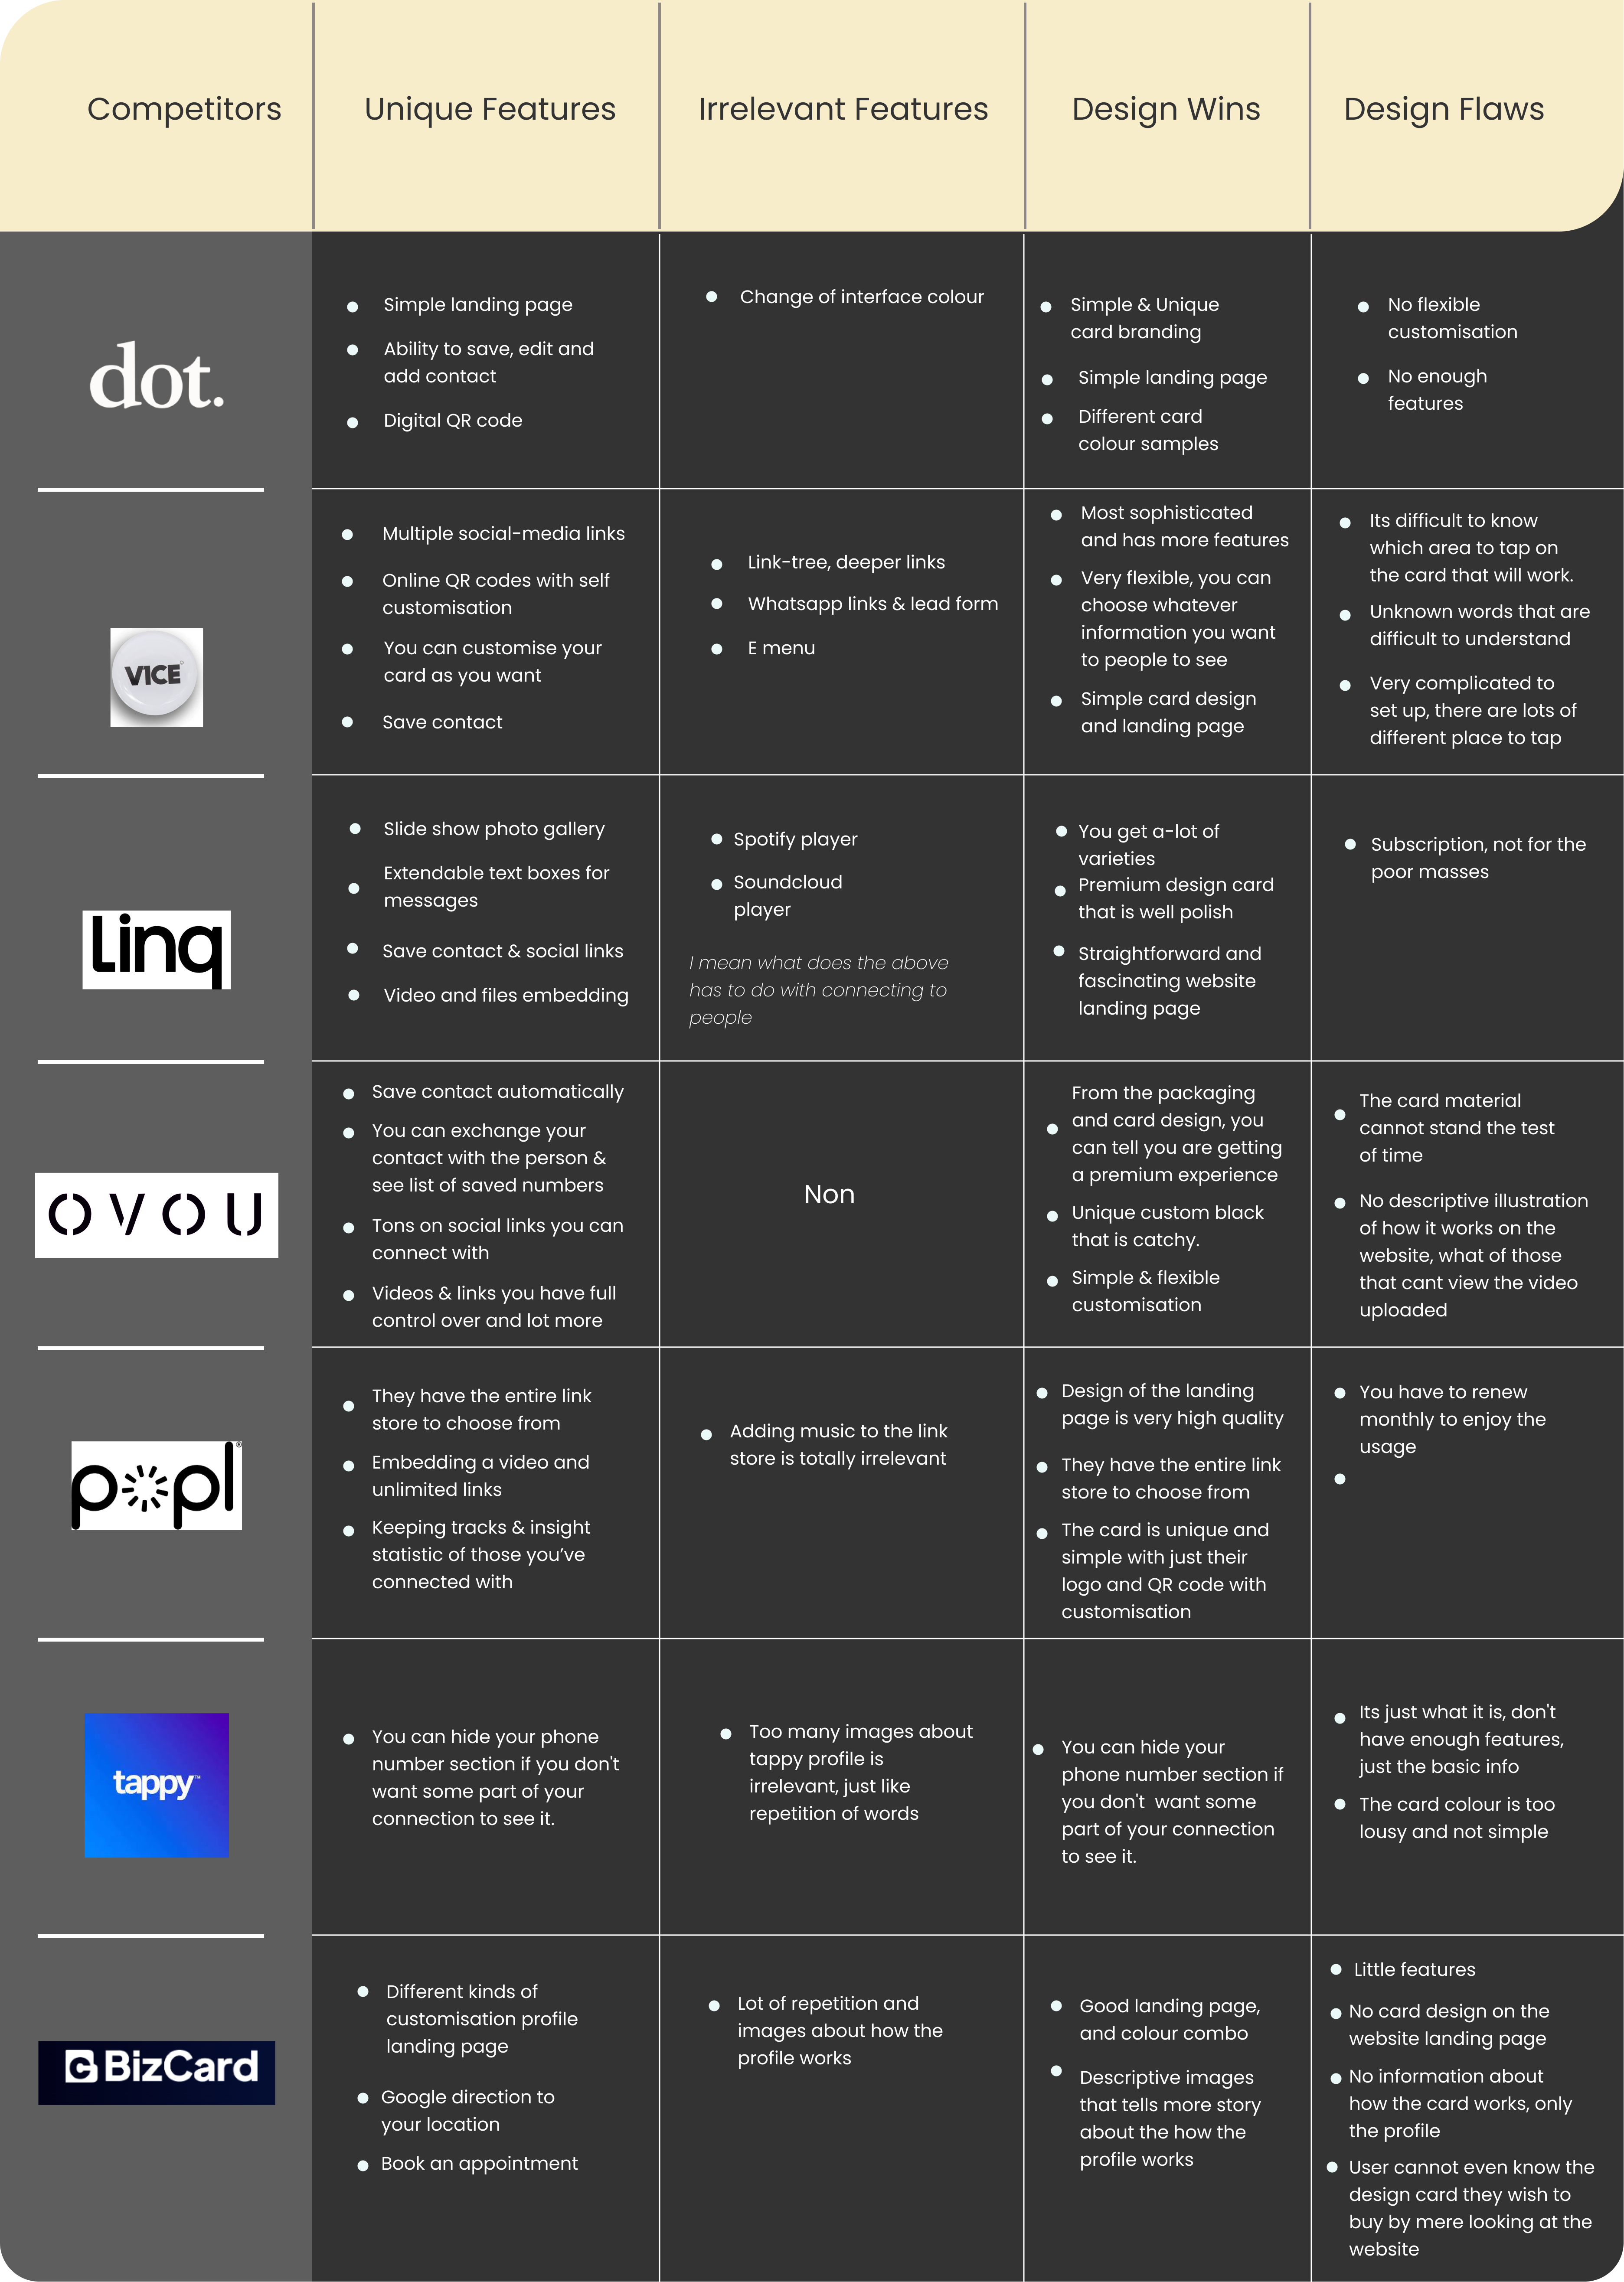 Competitors
Unique Features
Irrelevant Features
Design Wins
Design Flaws
dot.
Simple landing page
Ability to save, edit and
add contact
Digital QR code
Change of interface colour
Simple & Unique
card branding
Simple landing page
Different card
colour samples
No flexible
customisation
No enough
features
V1CE
Multiple social-media links
Online QR codes with self
customisation
You can customise your
card as you want
Save contact
Link-tree, deeper links
Whatsapp links & lead form
E menu
Most sophisticated
and has more features
Very flexible, you can
choose whatever
information you want
to people to see
Simple card design
and landing page
Its difficult to know
which area to tap on
the card that will work.
Unknown words that are
difficult to understand
Very complicated to
set up, there are lots of
different place to tap
Linq
Slide show photo gallery
Extendable text boxes for
messages
Save contact & social links
Video and files embedding
Spotify player
Soundcloud
player
I mean what does the above
has to do with connecting to
people
You get a-lot of
varieties
Premium design card
that is well polish
Straightforward and
fascinating website
landing page
Subscription, not for the
poor masses
OVOU
Save contact automatically
You can exchange your
contact with the person &
see list of saved numbers
Tons on social links you can
connect with
Videos & links you have full
control over and lot more
Non
From the packaging
and card design, you
can tell you are getting
a premium experience
Unique custom black
that is catchy.
Simple & flexible
customisation
The card material
cannot stand the test
of time
No descriptive illustration
of how it works on the
website, what of those
that cant view the video
uploaded
popl®
They have the entire link
store to choose from
Embedding a video and
unlimited links
Keeping tracks & insight
statistic of those you’ve
connected with
Adding music to the link
store is totally irrelevant
Design of the landing
page is very high quality
They have the entire link
store to choose from
The card is unique and
simple with just their
logo and QR code with
customisation
You have to renew
monthly to enjoy the
usage
tappy™
You can hide your phone
number section if you don't
want some part of your
connection to see it.
Too many images about
tappy profile is
irrelevant, just like
repetition of words
You can hide your
phone number section if
you don't want some
part of your connection
to see it.
Its just what it is, don't
have enough features,
just the basic info
The card colour is too
lousy and not simple
BizCard
Different kinds of
customisation profile
landing page
Google direction to
your location
Book an appointment
Lot of repetition and
images about how the
profile works
Good landing page,
and colour combo
Descriptive images
that tells more story
about the how the
profile works
Little features
No card design on the
website landing page
No information about
how the card works, only
the profile
User cannot even know the
design card they wish to
buy by mere looking at the
website